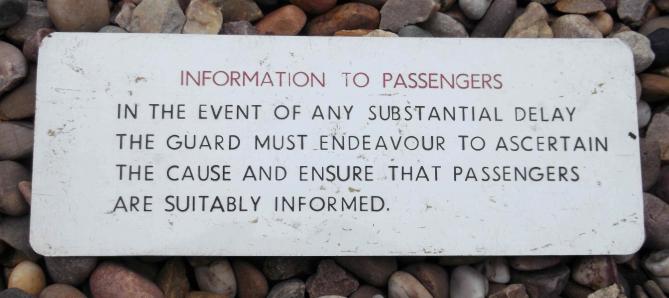 INFORMATION TO PASSENGERS
IN THE EVENT OF ANY SUBSTANTIAL DELAY
THE GUARD MUST ENDEAVOUR TO ASCERTAIN
THE CAUSE AND ENSURE THAT PASSENGERS
ARE SUITABLY INFORMED.